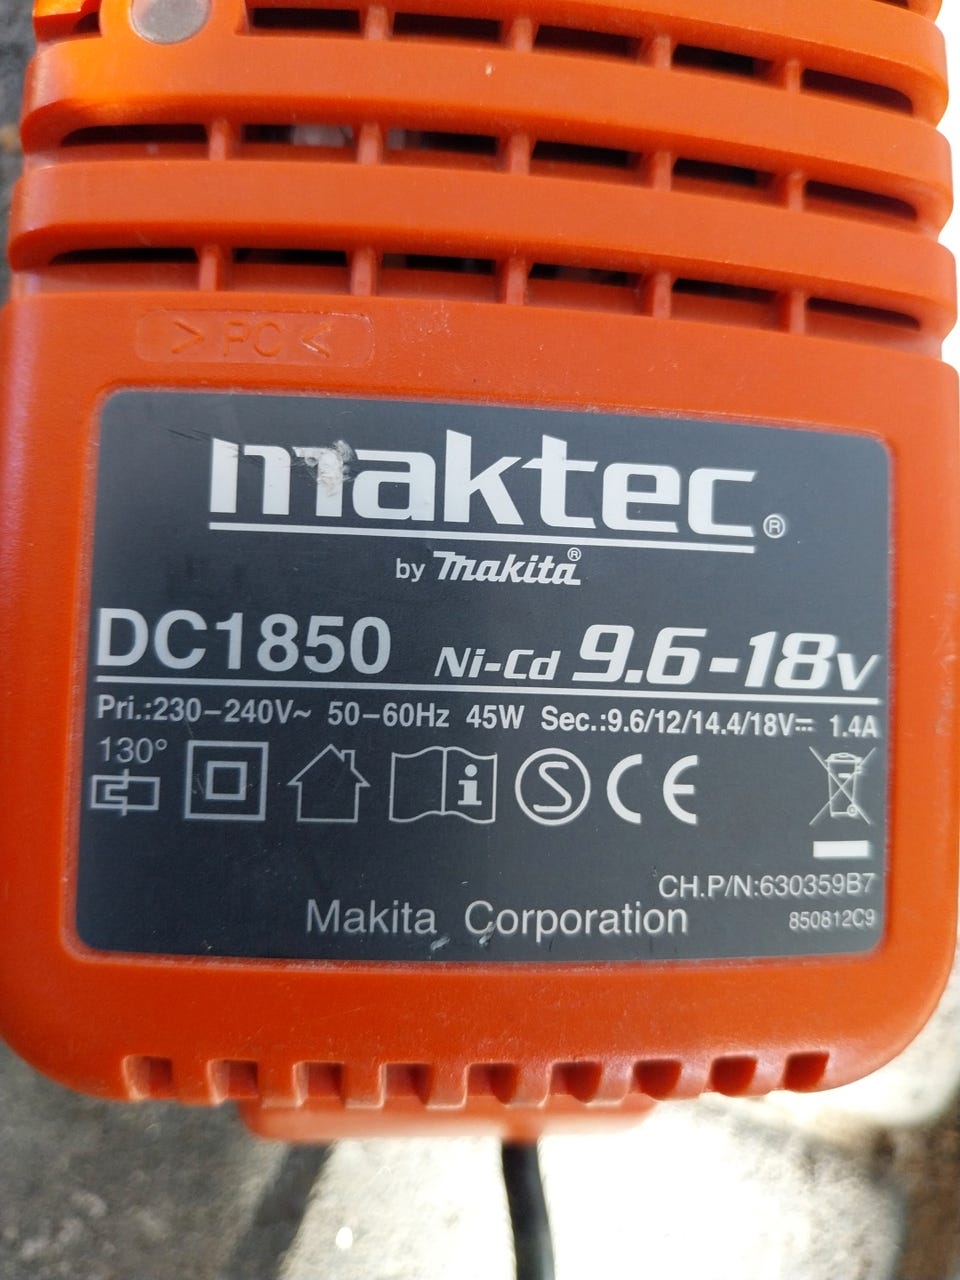 > PC <
maktec®
by makita®
DC1850 Ni-Cd 9.6-18v
Pri.:230–240V~ 50–60Hz 45W Sec.:9.6/12/14.4/18V⎓ 1.4A
130°
i
S CE
CH.P/N:630359B7
Makita Corporation 850812C9